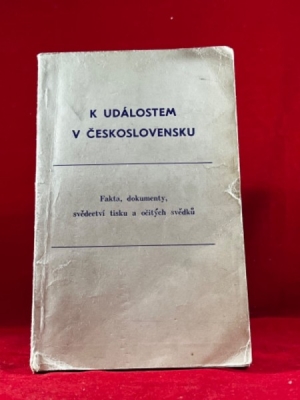 K UDÁLOSTEM
V ČESKOSLOVENSKU
Fakta, dokumenty,
svědectví tisku a očitých svědků